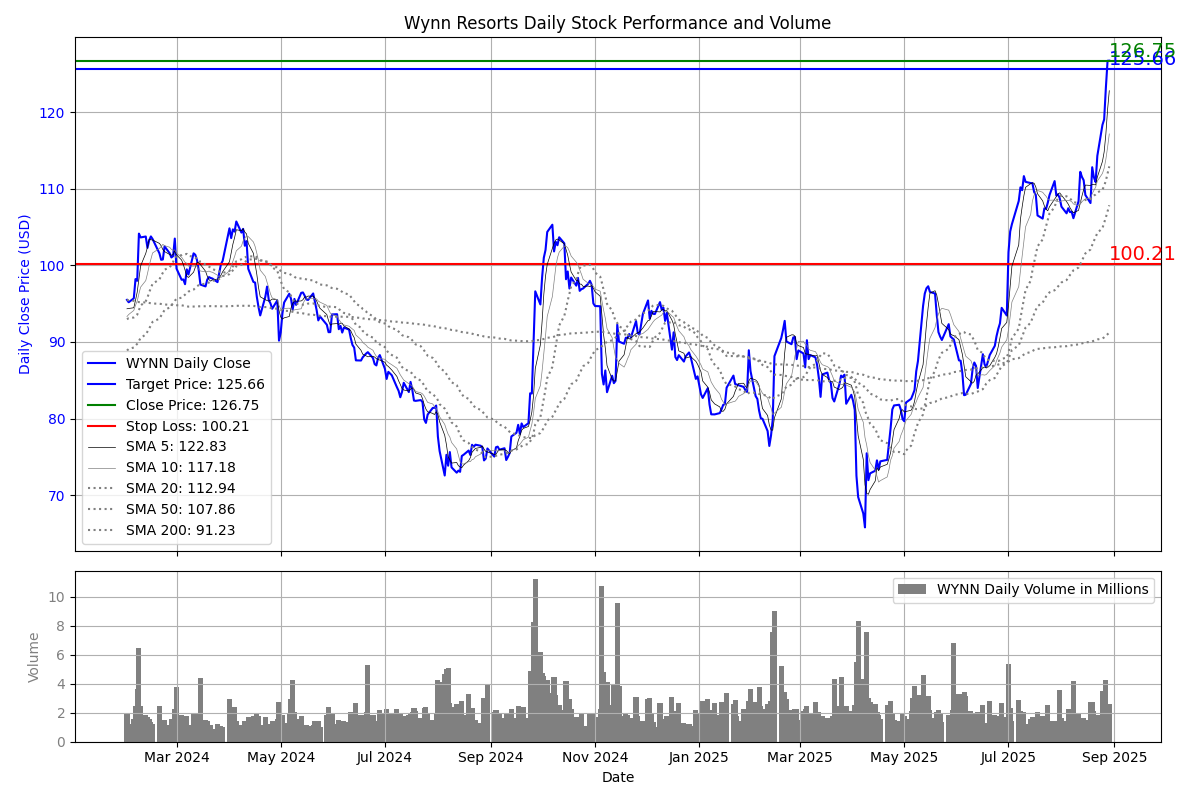 Wynn Resorts Daily Stock Performance and Volume
126.75
125.66
120
110
100
90
80
70
Daily Close Price (USD)
100.21
WYNN Daily Close
Target Price: 125.66
Close Price: 126.75
Stop Loss: 100.21
SMA 5: 122.83
SMA 10: 117.18
SMA 20: 112.94
SMA 50: 107.86
SMA 200: 91.23
10
8
6
4
2
0
Volume
WYNN Daily Volume in Millions
Mar 2024 May 2024 Jul 2024 Sep 2024 Nov 2024 Jan 2025 Mar 2025 May 2025 Jul 2025 Sep 2025
Date